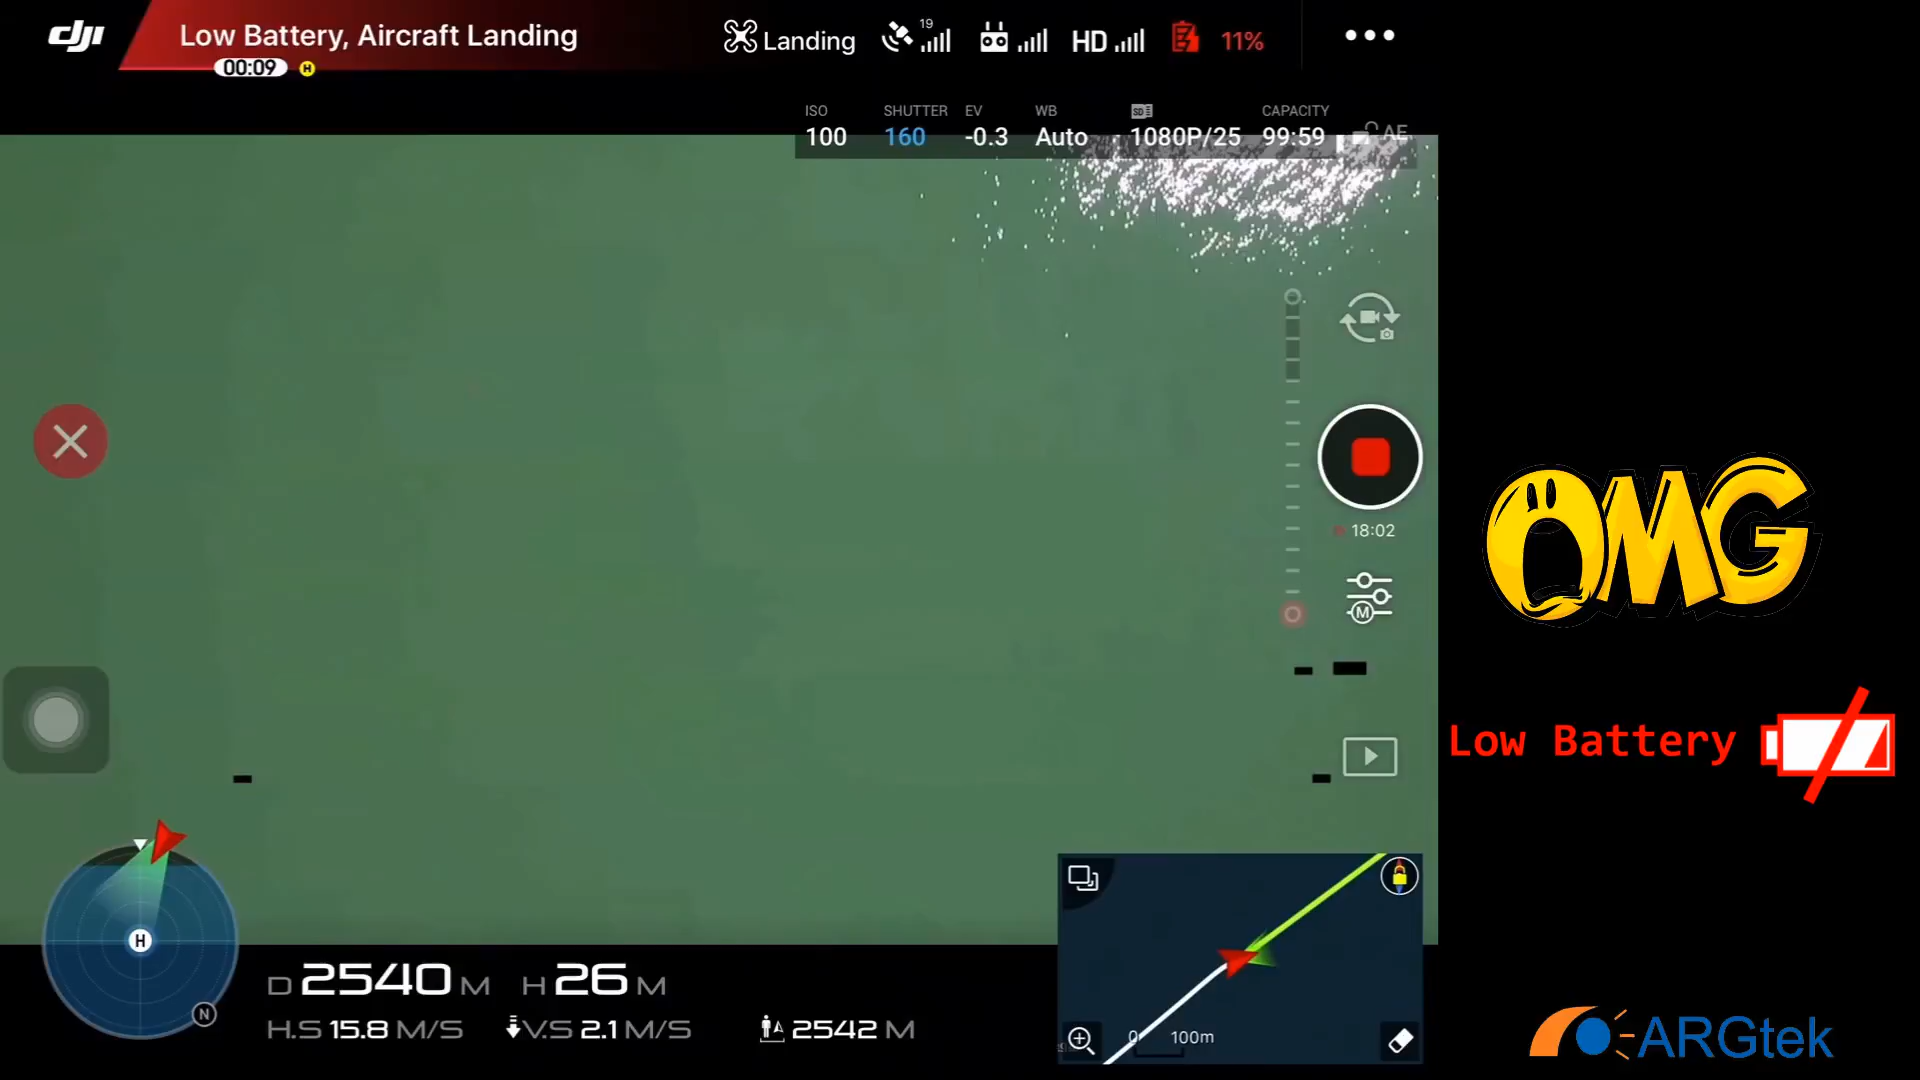 dji
Low Battery, Aircraft Landing
00:09 H
Landing
19
HD
11%
ISO
100
SHUTTER
160
EV
-0.3
WB
Auto
SD
1080P/25
CAPACITY
99:59
AE
18:02
M
OMG
Low Battery
H
N
D 2540 M H 26 M
H.S 15.8 M/S V.S 2.1 M/S 2542 M
0 100m
ARGtek